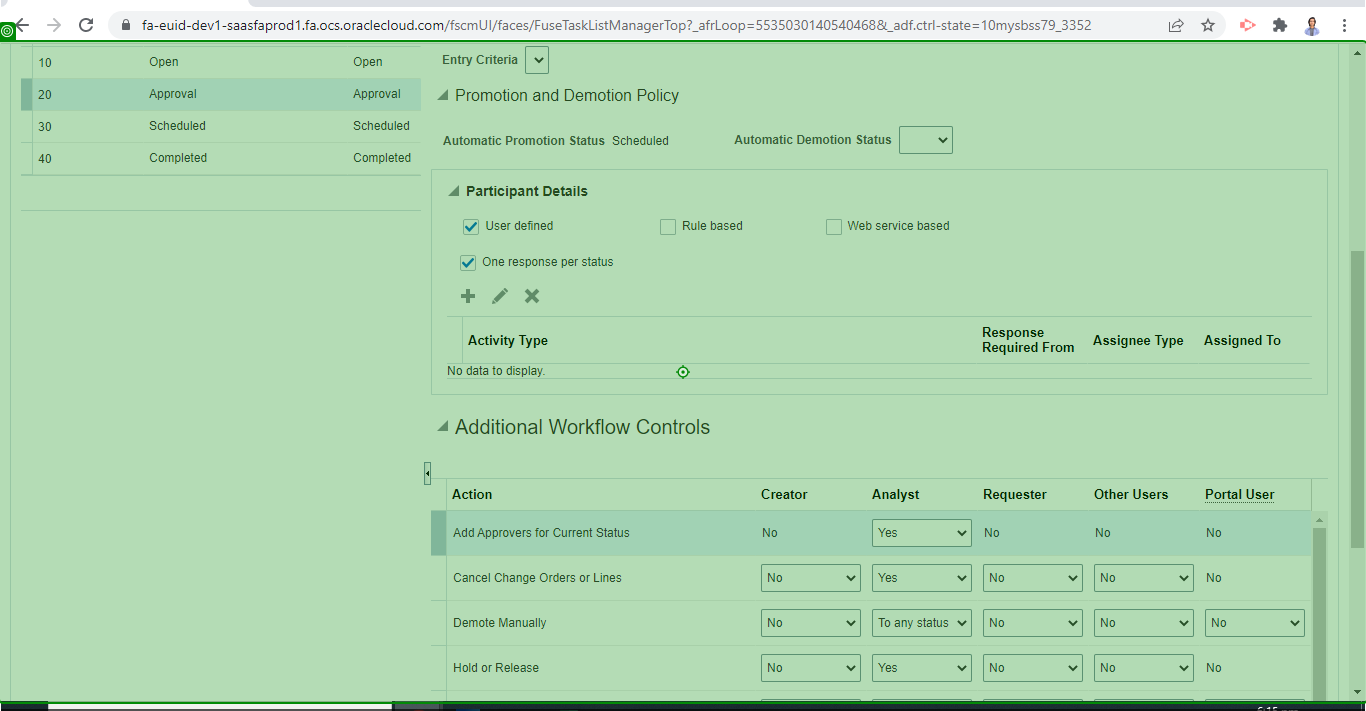 fa-euid-dev1-saasfaprod1.fa.ocs.oraclecloud.com/fscmUI/faces/FuseTaskListManagerTop?_afrLoop=5535030140540468&_adf.ctrl-state=10mysbss79_3352
10 Open Open
20 Approval Approval
30 Scheduled Scheduled
40 Completed Completed
Entry Criteria
Promotion and Demotion Policy
Automatic Promotion Status Scheduled Automatic Demotion Status
Participant Details
User defined Rule based Web service based
One response per status
Activity Type Response Required From Assignee Type Assigned To
No data to display.
Additional Workflow Controls
Action Creator Analyst Requester Other Users Portal User
Add Approvers for Current Status No Yes No No No
Cancel Change Orders or Lines No Yes No No No
Demote Manually No To any status No No No
Hold or Release No Yes No No No